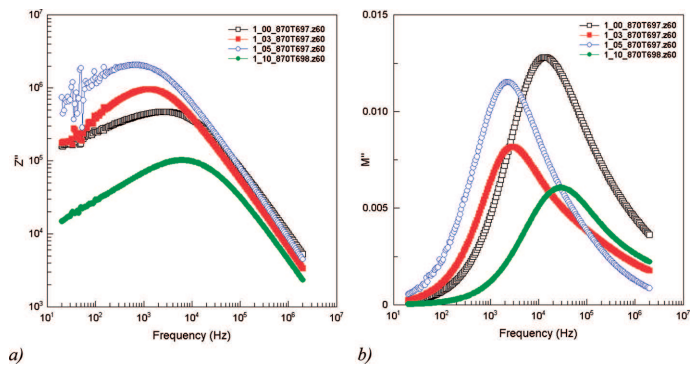 1_00_870T697.z60
1_03_870T697.z60
1_05_870T697.z60
1_10_870T698.z60
Z"
10⁷
10⁶
10⁵
10⁴
10³
10¹ 10² 10³ 10⁴ 10⁵ 10⁶ 10⁷
Frequency (Hz)
a)
1_00_870T697.z60
1_03_870T697.z60
1_05_870T697.z60
1_10_870T698.z60
M"
0.015
0.010
0.005
0
10¹ 10² 10³ 10⁴ 10⁵ 10⁶ 10⁷
Frequency (Hz)
b)